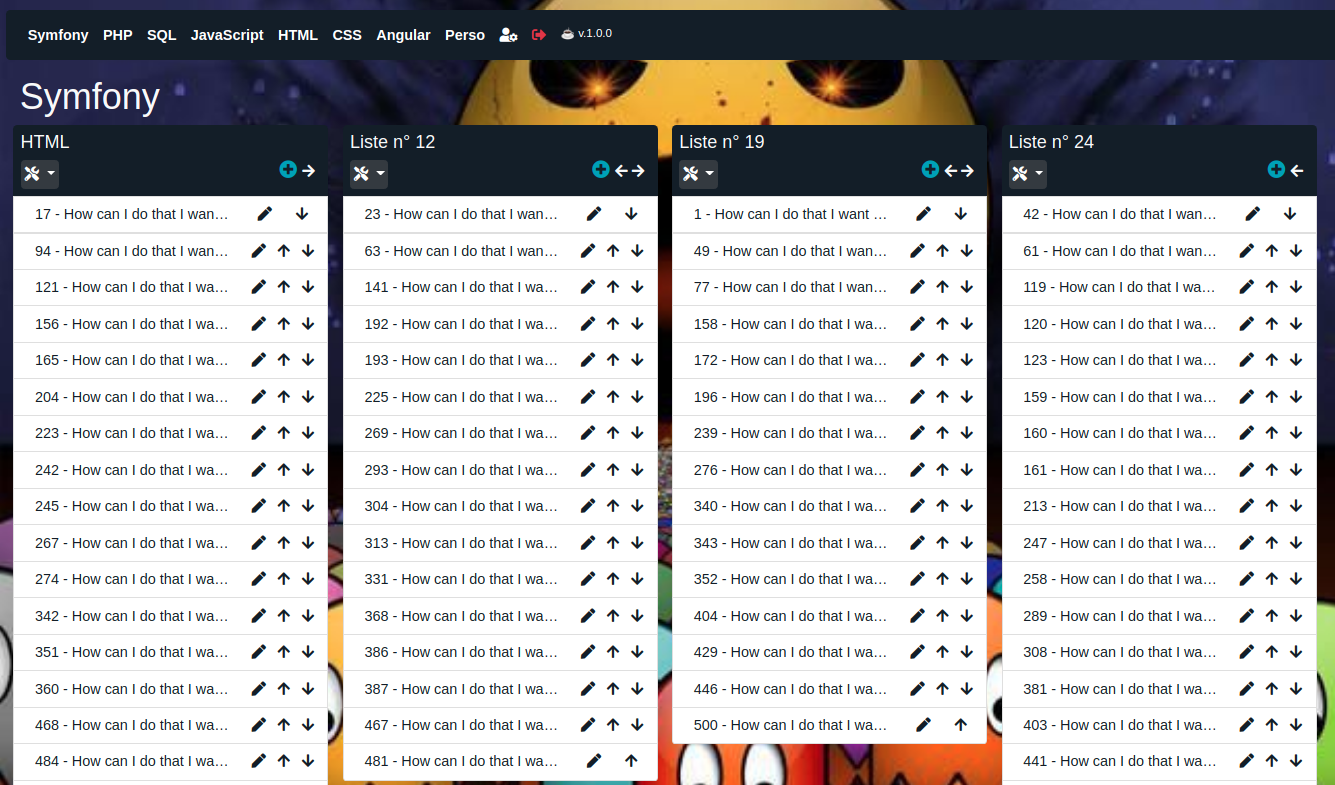 Symfony PHP SQL JavaScript HTML CSS Angular Perso v.1.0.0
Symfony
HTML
17 - How can I do that I wan…
94 - How can I do that I wan…
121 - How can I do that I wa…
156 - How can I do that I wa…
165 - How can I do that I wa…
204 - How can I do that I wa…
223 - How can I do that I wa…
242 - How can I do that I wa…
245 - How can I do that I wa…
267 - How can I do that I wa…
274 - How can I do that I wa…
342 - How can I do that I wa…
351 - How can I do that I wa…
360 - How can I do that I wa…
468 - How can I do that I wa…
484 - How can I do that I wa…
Liste n° 12
23 - How can I do that I wan…
63 - How can I do that I wan…
141 - How can I do that I wa…
192 - How can I do that I wa…
193 - How can I do that I wa…
225 - How can I do that I wa…
269 - How can I do that I wa…
293 - How can I do that I wa…
304 - How can I do that I wa…
313 - How can I do that I wa…
331 - How can I do that I wa…
368 - How can I do that I wa…
386 - How can I do that I wa…
387 - How can I do that I wa…
467 - How can I do that I wa…
481 - How can I do that I wa…
Liste n° 19
1 - How can I do that I want …
49 - How can I do that I wan…
77 - How can I do that I wan…
158 - How can I do that I wa…
172 - How can I do that I wa…
196 - How can I do that I wa…
239 - How can I do that I wa…
276 - How can I do that I wa…
340 - How can I do that I wa…
343 - How can I do that I wa…
352 - How can I do that I wa…
404 - How can I do that I wa…
429 - How can I do that I wa…
446 - How can I do that I wa…
500 - How can I do that I wa…
Liste n° 24
42 - How can I do that I wan…
61 - How can I do that I wan…
119 - How can I do that I wa…
120 - How can I do that I wa…
123 - How can I do that I wa…
159 - How can I do that I wa…
160 - How can I do that I wa…
161 - How can I do that I wa…
213 - How can I do that I wa…
247 - How can I do that I wa…
258 - How can I do that I wa…
289 - How can I do that I wa…
308 - How can I do that I wa…
381 - How can I do that I wa…
403 - How can I do that I wa…
441 - How can I do that I wa…